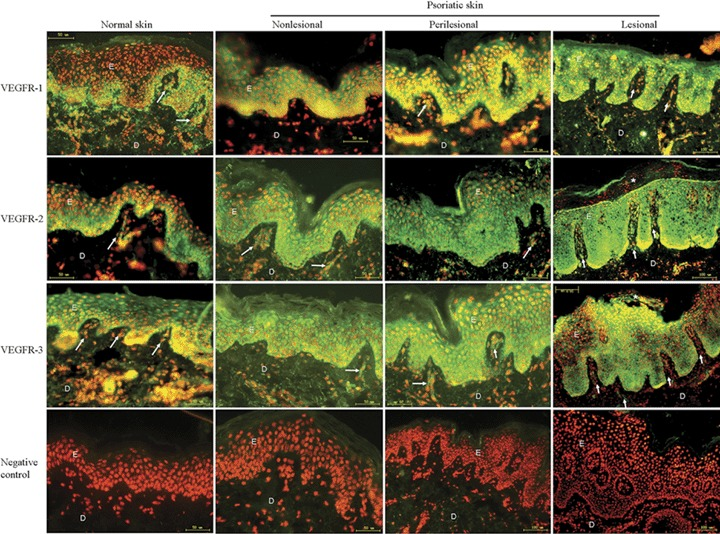 Psoriatic skin
Normal skin Nonlesional Perilesional Lesional
VEGFR-1
E E E E
D D D D
VEGFR-2
E E E E
D D D D
VEGFR-3
E E E E
D D D D
Negative
control
E E E E
D D D D